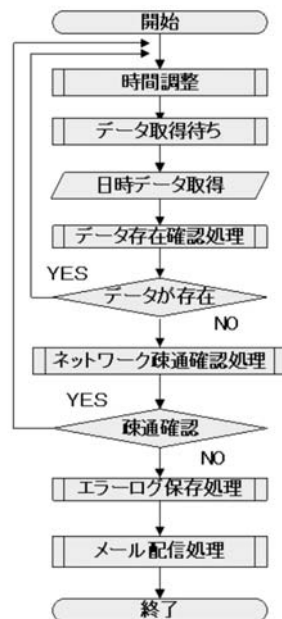 開始
時間調整
データ取得待ち
日時データ取得
データ存在確認処理
YES
データが存在
NO
ネットワーク疎通確認処理
YES
疎通確認
NO
エラーログ保存処理
メール配信処理
終了